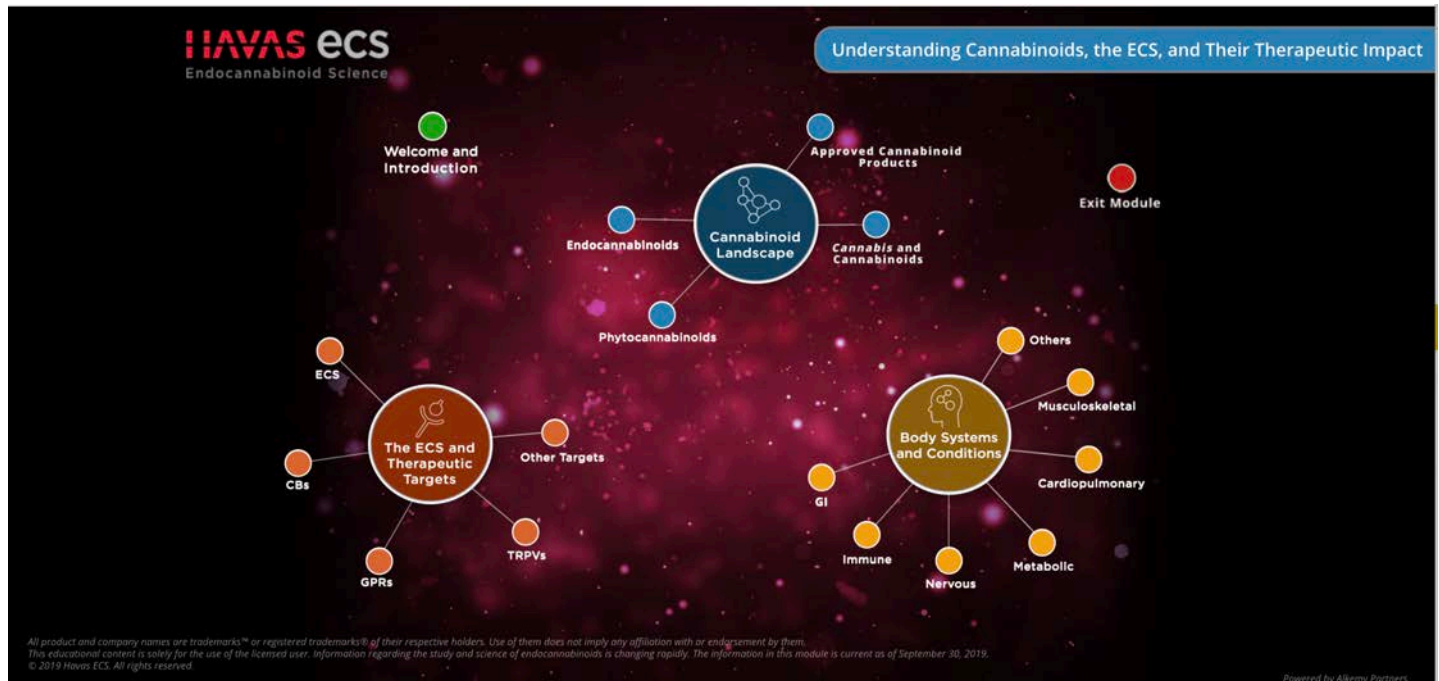 HAVAS ecs
Endocannabinoid Science
Understanding Cannabinoids, the ECS, and Their Therapeutic Impact
Welcome and
Introduction
Approved Cannabinoid
Products
Exit Module
Endocannabinoids
Cannabinoid
Landscape
Cannabis and
Cannabinoids
Phytocannabinoids
ECS
The ECS and
Therapeutic
Targets
Other Targets
CBs
GPRs
TRPVs
Others
Musculoskeletal
Body Systems
and Conditions
Cardiopulmonary
GI
Immune
Nervous
Metabolic
All product and company names are trademarks™ or registered trademarks® of their respective holders. Use of them does not imply any affiliation with or endorsement by them.
This educational content is solely for the use of the licensed user. Information regarding the study and science of endocannabinoids is changing rapidly. The information in this module is current as of September 30, 2019.
© 2019 Havas ECS. All rights reserved.
Powered by Alkemy Partners